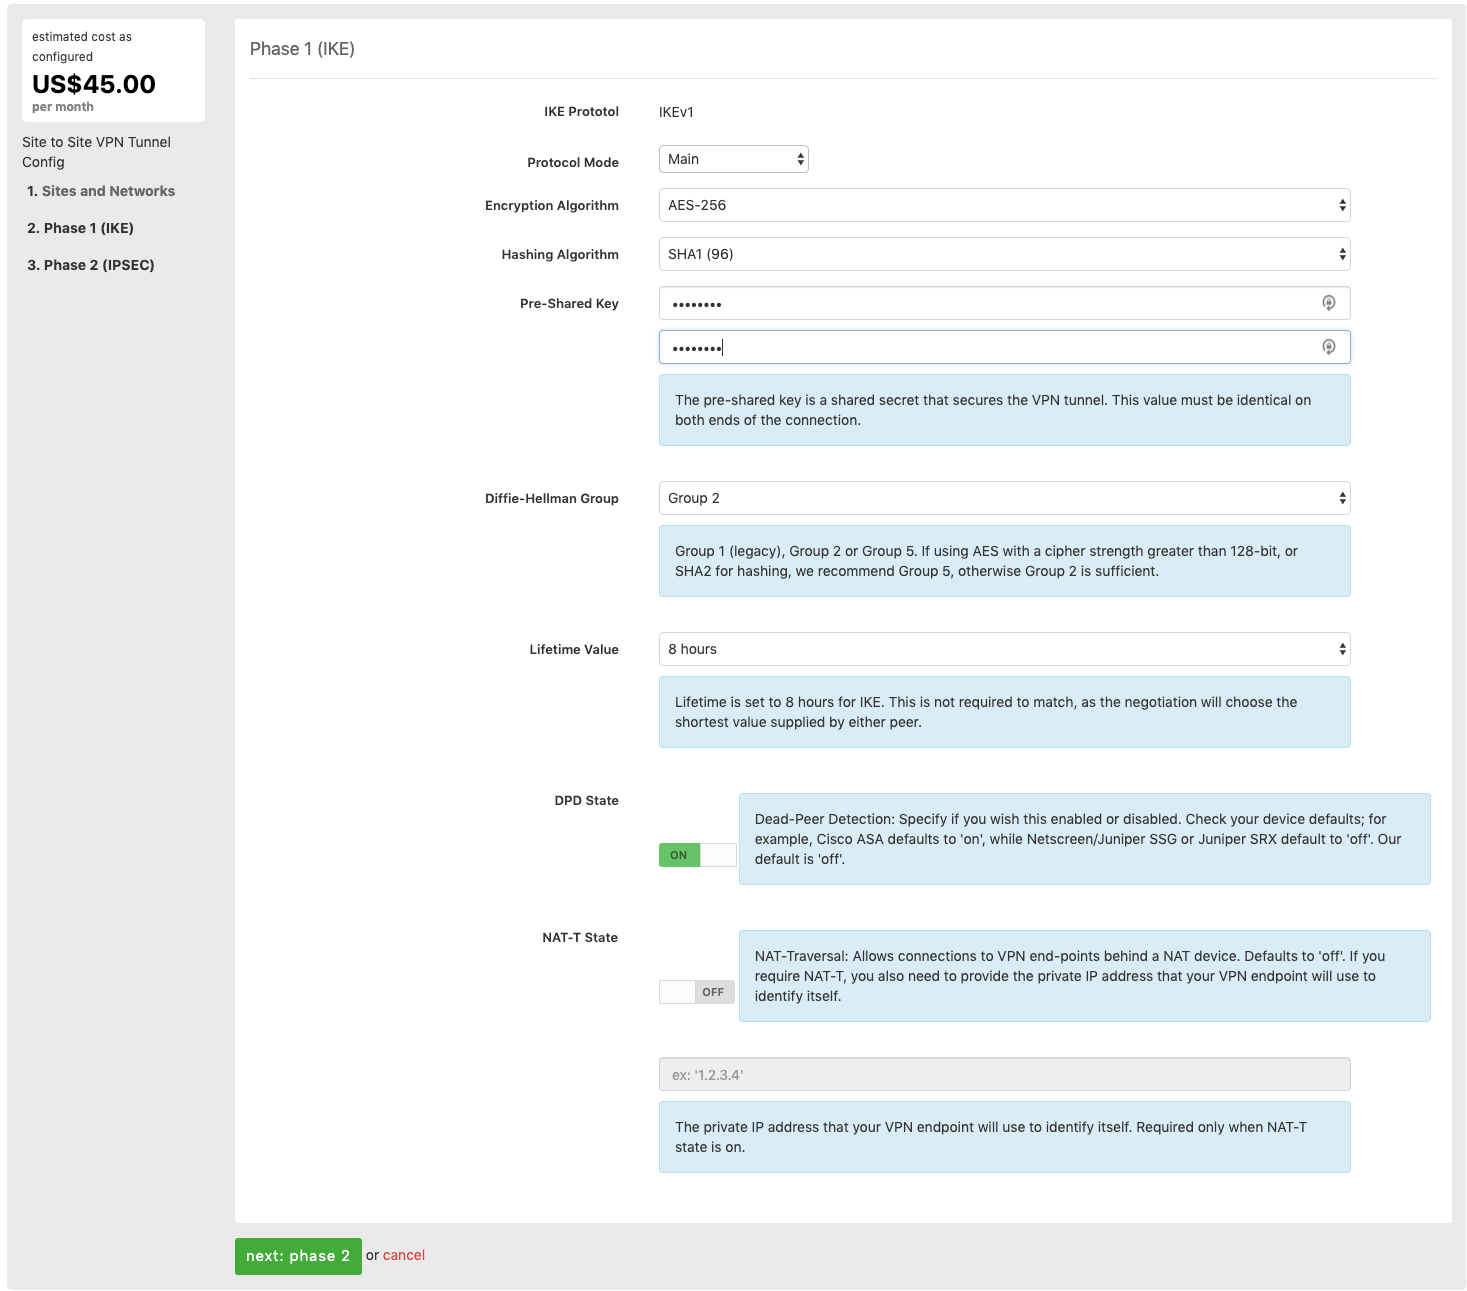 estimated cost as
configured
US$45.00
per month
Site to Site VPN Tunnel
Config
1. Sites and Networks
2. Phase 1 (IKE)
3. Phase 2 (IPSEC)
Phase 1 (IKE)
IKE Prototol IKEv1
Protocol Mode Main
Encryption Algorithm AES-256
Hashing Algorithm SHA1 (96)
Pre-Shared Key ••••••••
••••••••
The pre-shared key is a shared secret that secures the VPN tunnel. This value must be identical on
both ends of the connection.
Diffie-Hellman Group Group 2
Group 1 (legacy), Group 2 or Group 5. If using AES with a cipher strength greater than 128-bit, or
SHA2 for hashing, we recommend Group 5, otherwise Group 2 is sufficient.
Lifetime Value 8 hours
Lifetime is set to 8 hours for IKE. This is not required to match, as the negotiation will choose the
shortest value supplied by either peer.
DPD State
ON
Dead-Peer Detection: Specify if you wish this enabled or disabled. Check your device defaults; for
example, Cisco ASA defaults to 'on', while Netscreen/Juniper SSG or Juniper SRX default to 'off'. Our
default is 'off'.
NAT-T State
OFF
NAT-Traversal: Allows connections to VPN end-points behind a NAT device. Defaults to 'off'. If you
require NAT-T, you also need to provide the private IP address that your VPN endpoint will use to
identify itself.
ex: '1.2.3.4'
The private IP address that your VPN endpoint will use to identify itself. Required only when NAT-T
state is on.
next: phase 2 or cancel